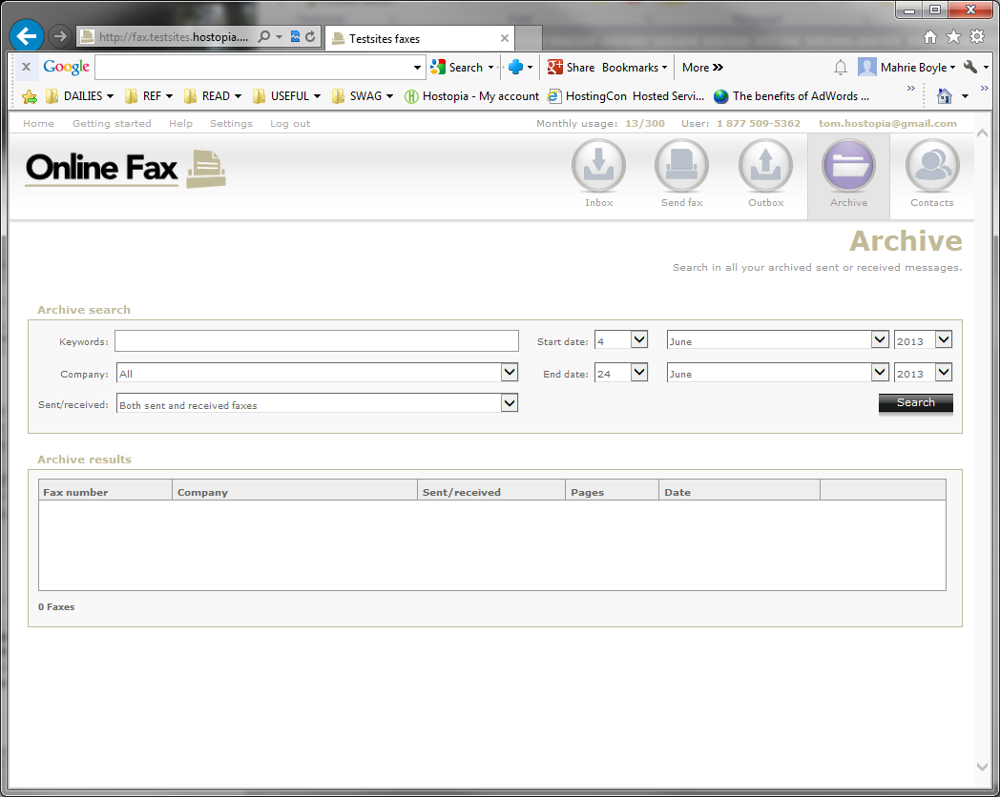 http://fax.testsites.hostopia....
Testsites faxes
x Google Search Share Bookmarks More » Mahrie Boyle
DAILIES REF READ USEFUL SWAG Hostopia - My account HostingCon Hosted Servi... The benefits of AdWords ... » »
Home Getting started Help Settings Log out Monthly usage: 13/300 User: 1 877 509-5362 tom.hostopia@gmail.com
Online Fax
Inbox Send fax Outbox Archive Contacts
Archive
Search in all your archived sent or received messages.
Archive search
Keywords: Start date: 4 June 2013
Company: All End date: 24 June 2013
Sent/received: Both sent and received faxes Search
Archive results
Fax number Company Sent/received Pages Date
0 Faxes